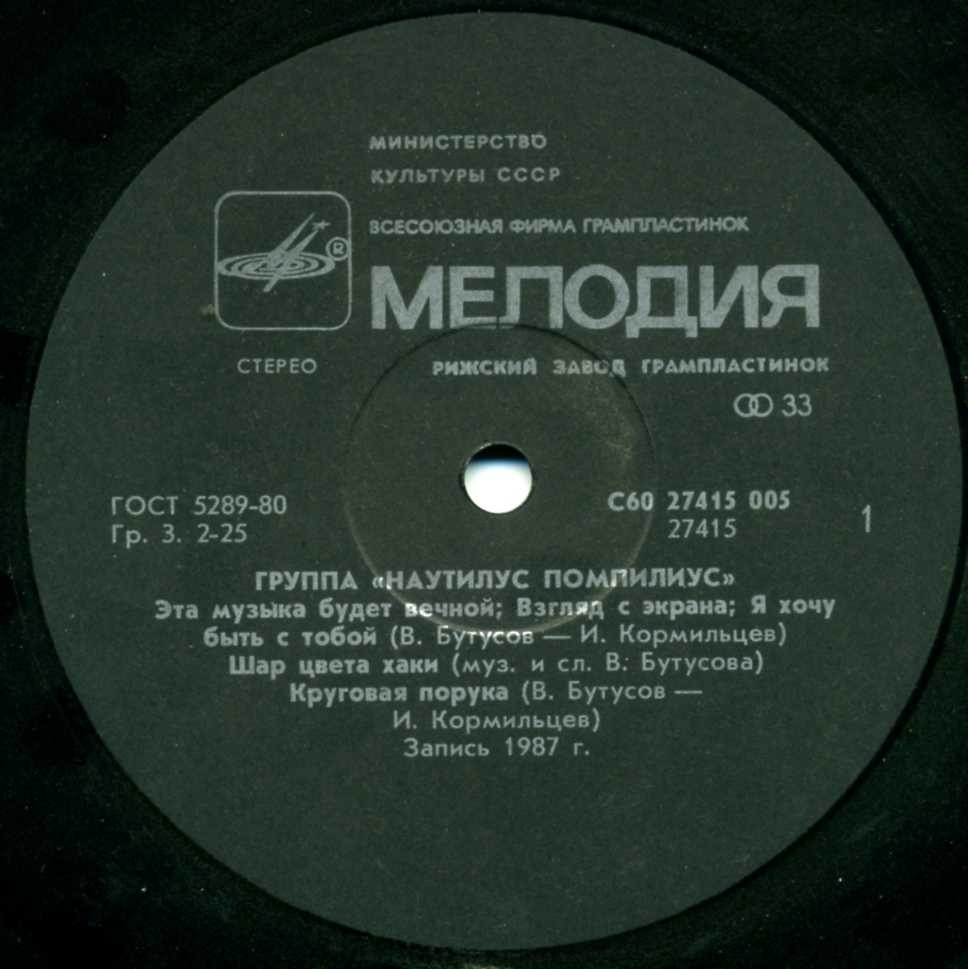 МИНИСТЕРСТВО
КУЛЬТУРЫ СССР
ВСЕСОЮЗНАЯ ФИРМА ГРАМПЛАСТИНОК
®
МЕЛОДИЯ
СТЕРЕО
РИЖСКИЙ ЗАВОД ГРАМПЛАСТИНОК
33
ГОСТ 5289-80
С60 27415 005
Гр. 3. 2-25
27415
1
ГРУППА «НАУТИЛУС ПОМПИЛИУС»
Эта музыка будет вечной; Взгляд с экрана; Я хочу
быть с тобой (В. Бутусов — И. Кормильцев)
Шар цвета хаки (муз. и сл. В. Бутусова)
Круговая порука (В. Бутусов —
И. Кормильцев)
Запись 1987 г.